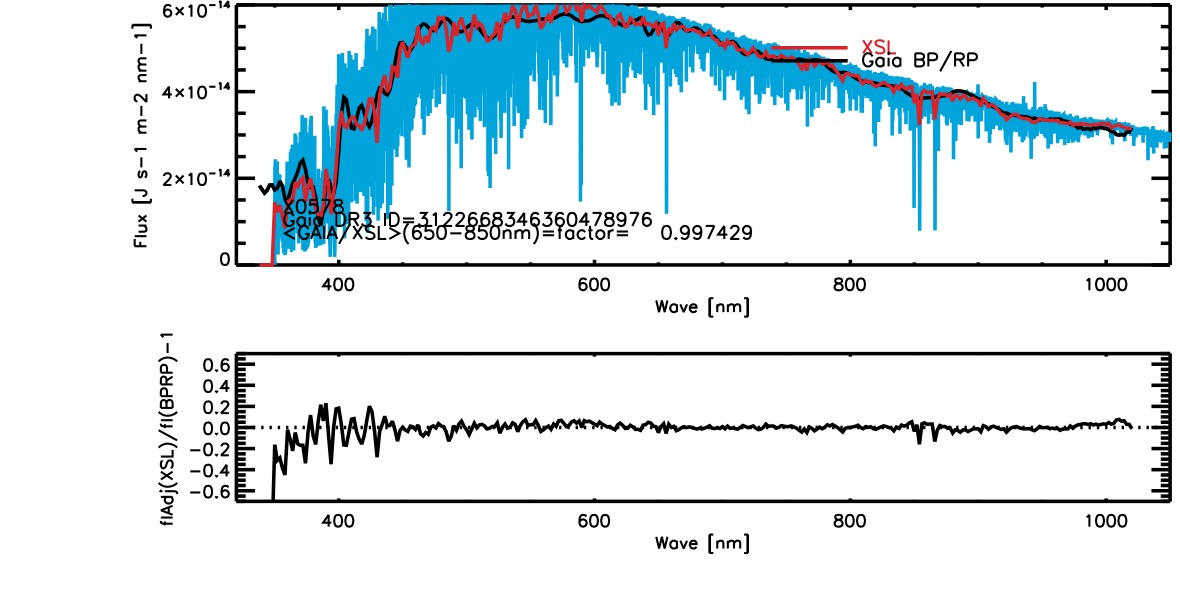 6×10−14
4×10−14
2×10−14
0
Flux [J s−1 m−2 nm−1]
XSL
Gaia BP/RP
X0578
Gaia DR3 ID=3122668346360478976
<GAIA/XSL>(650−850nm)=factor= 0.997429
400 600 800 1000
Wave [nm]
0.6
0.4
0.2
0.0
−0.2
−0.4
−0.6
flAdj(XSL)/fl(BPRP)−1
400 600 800 1000
Wave [nm]